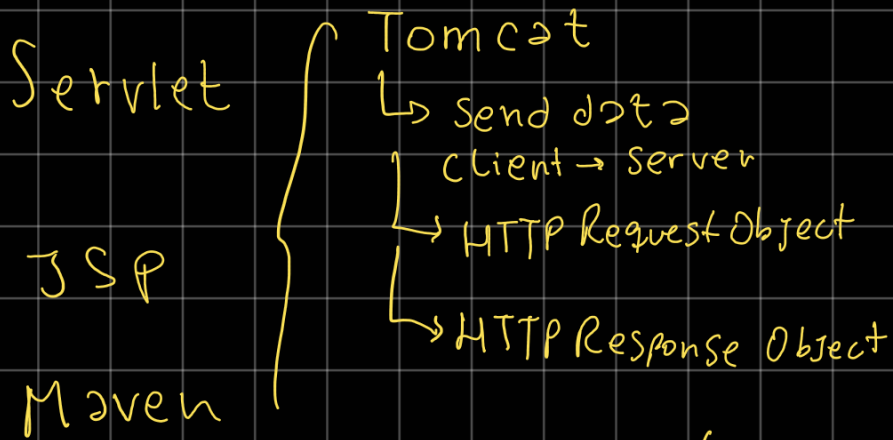 Servlet
JSP
Maven
Tomcat
↳ send data
client → server
→ HTTP Request Object
→ HTTP Response Object